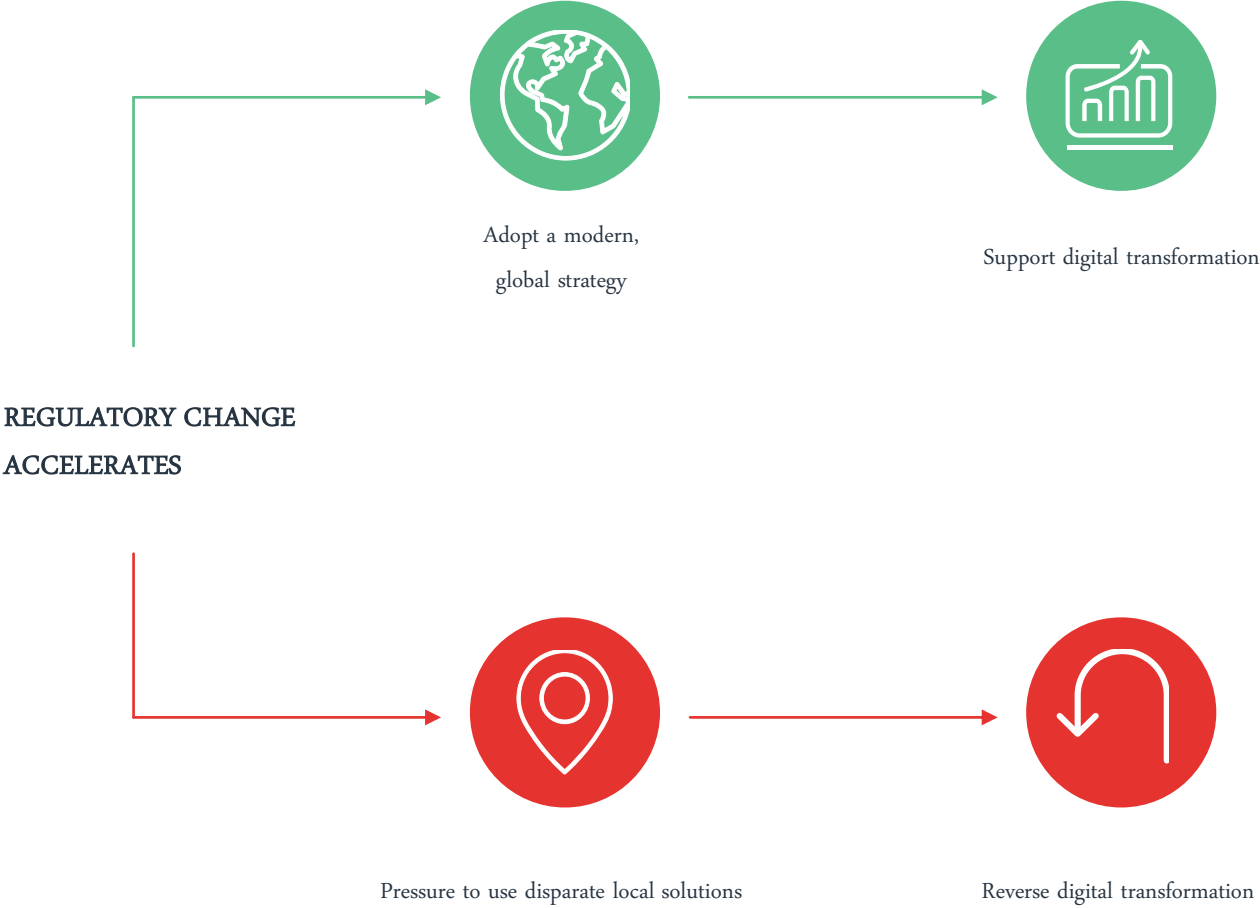 Adopt a modern,
global strategy
Support digital transformation
REGULATORY CHANGE
ACCELERATES
Pressure to use disparate local solutions
Reverse digital transformation